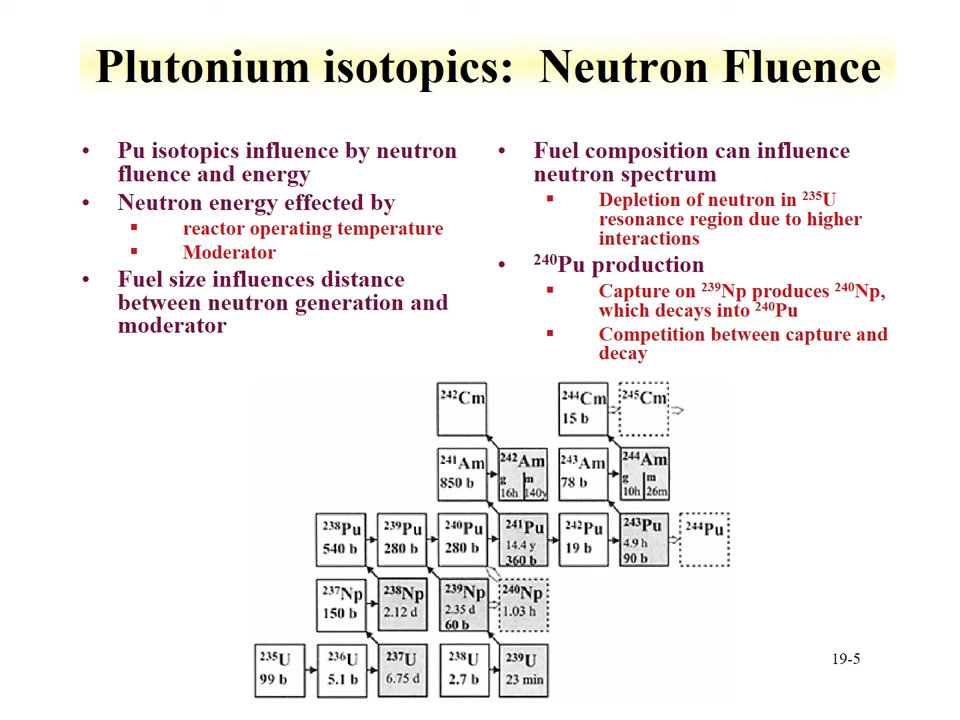 Plutonium isotopics: Neutron Fluence
• Pu isotopics influence by neutron
fluence and energy
• Neutron energy effected by
▪ reactor operating temperature
▪ Moderator
• Fuel size influences distance
between neutron generation and
moderator
• Fuel composition can influence
neutron spectrum
▪ Depletion of neutron in ²³⁵U
resonance region due to higher
interactions
• ²⁴⁰Pu production
▪ Capture on ²³⁹Np produces ²⁴⁰Np,
which decays into ²⁴⁰Pu
▪ Competition between capture and
decay
²⁴²Cm
²⁴⁴Cm
15 b
²⁴⁵Cm
²⁴¹Am
850 b
²⁴²Am
g m
16h 140y
²⁴³Am
78 b
²⁴⁴Am
g m
10h 26m
²³⁸Pu
540 b
²³⁹Pu
280 b
²⁴⁰Pu
280 b
²⁴¹Pu
14.4 y
360 b
²⁴²Pu
19 b
²⁴³Pu
4.9 h
90 b
²⁴⁴Pu
²³⁷Np
150 b
²³⁸Np
2.12 d
²³⁹Np
2.35 d
60 b
²⁴⁰Np
1.03 h
²³⁵U
99 b
²³⁶U
5.1 b
²³⁷U
6.75 d
²³⁸U
2.7 b
²³⁹U
23 min
19-5